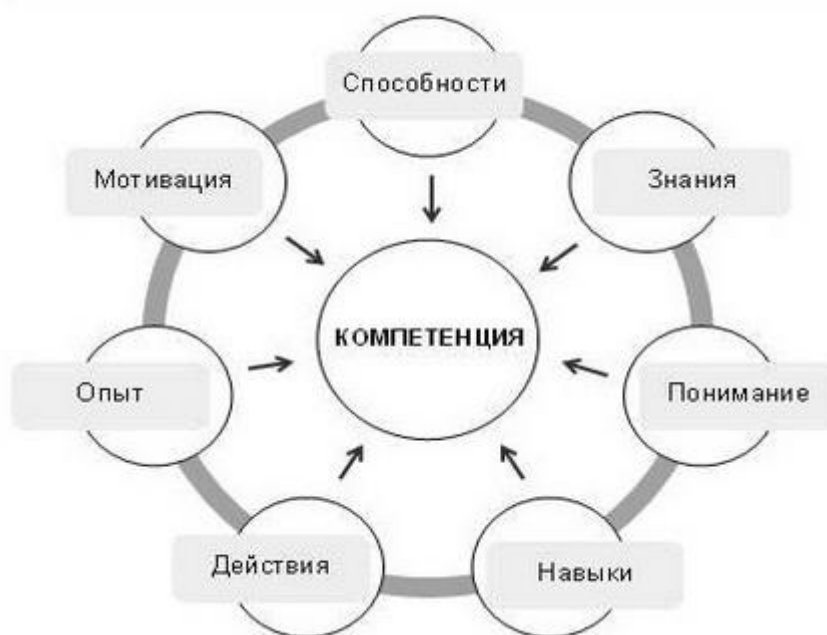 Способности
Мотивация
Знания
КОМПЕТЕНЦИЯ
Опыт
Понимание
Действия
Навыки